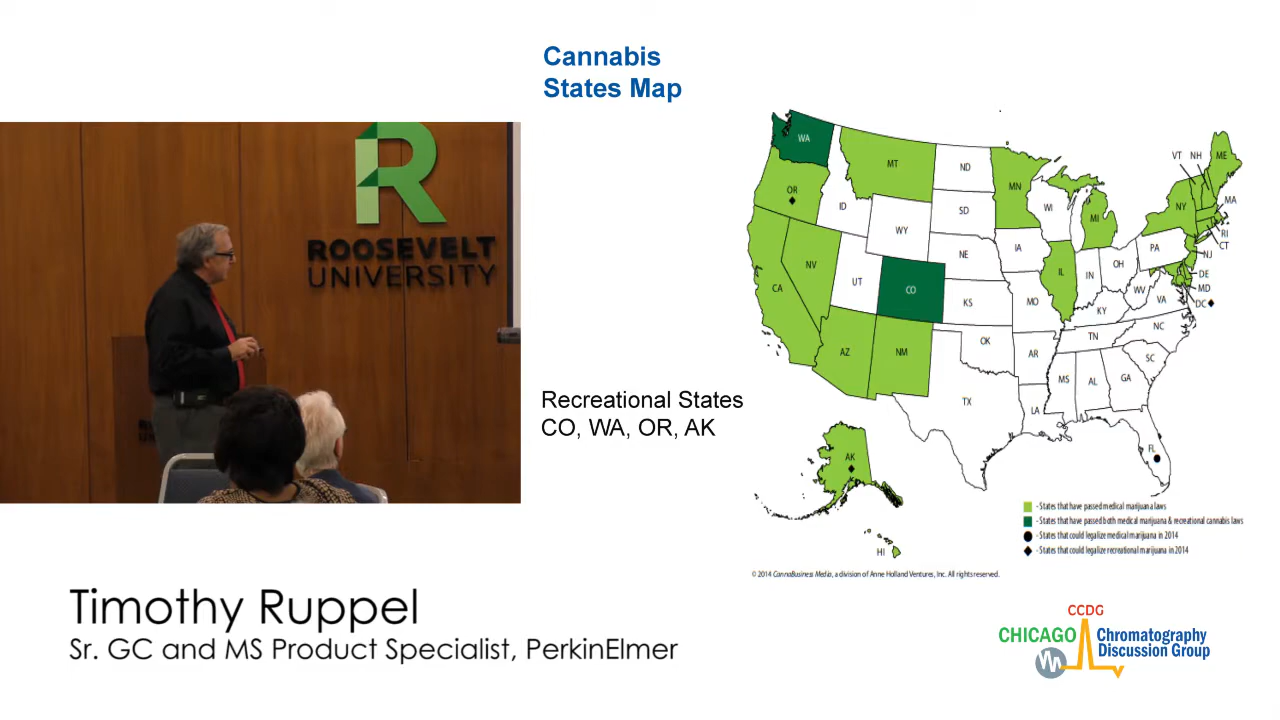 Cannabis
States Map
ROOSEVELT
UNIVERSITY
Recreational States
CO, WA, OR, AK
WA
MT
ND
MN
VT
NH
ME
OR
ID
SD
WI
MI
NY
MA
WY
RI
CT
NV
NE
IA
PA
NJ
CA
UT
CO
IL
IN
OH
DE
MD
WV
VA
DC
KS
MO
KY
AZ
NM
OK
AR
TN
NC
SC
TX
LA
MS
AL
GA
FL
AK
HI
- States that have passed medical marijuana laws
- States that have passed both medical marijuana & recreational cannabis laws
- States that could legalize medical marijuana in 2014
- States that could legalize recreational marijuana in 2014
© 2014 CannaBusiness Media, a division of Anne Holland Ventures, Inc. All rights reserved.
Timothy Ruppel
Sr. GC and MS Product Specialist, PerkinElmer
CCDG
CHICAGO
Chromatography
Discussion Group